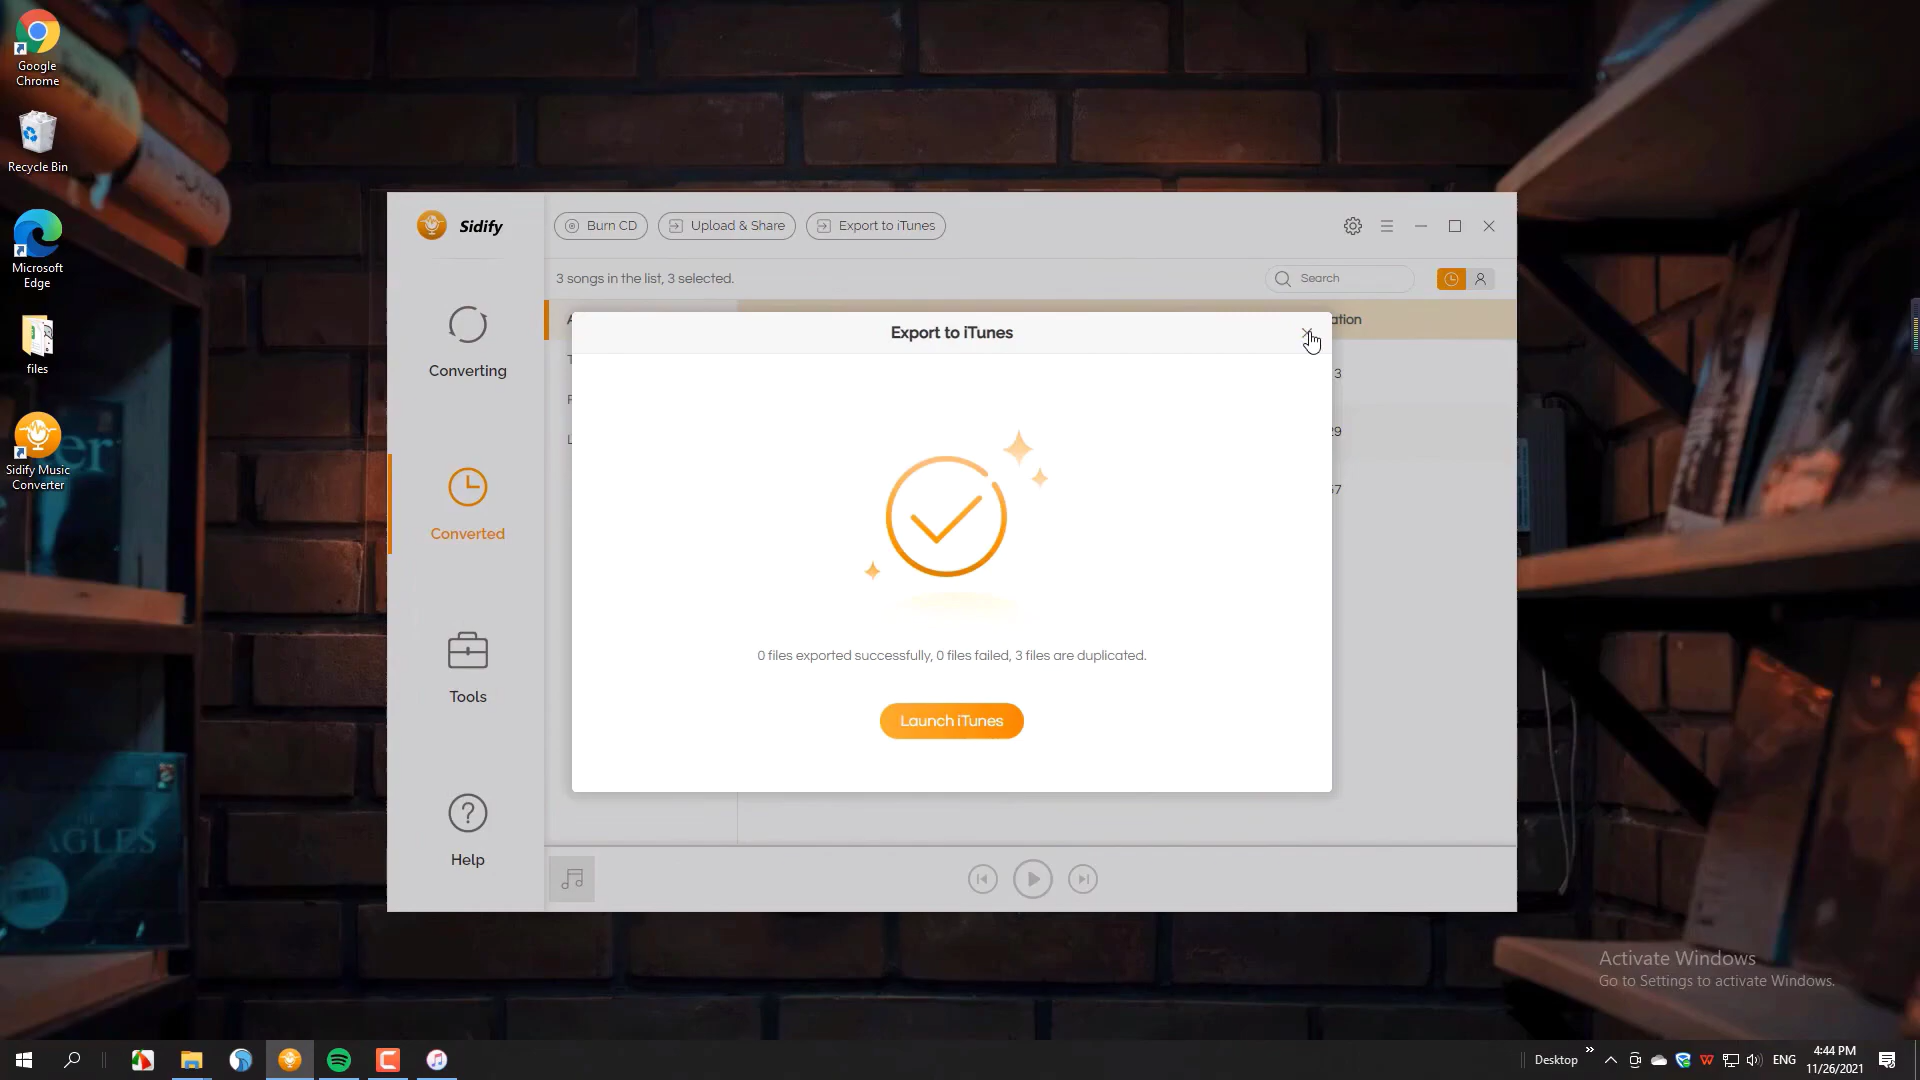 Google
Chrome
Recycle Bin
Microsoft
Edge
files
Sidify Music
Converter
Sidify
Burn CD
Upload & Share
Export to iTunes
3 songs in the list, 3 selected.
Search
Converting
Converted
Tools
Help
Export to iTunes
0 files exported successfully, 0 files failed, 3 files are duplicated.
Launch iTunes
EAGLES
Activate Windows
Go to Settings to activate Windows.
Desktop
ENG
4:44 PM
11/26/2021